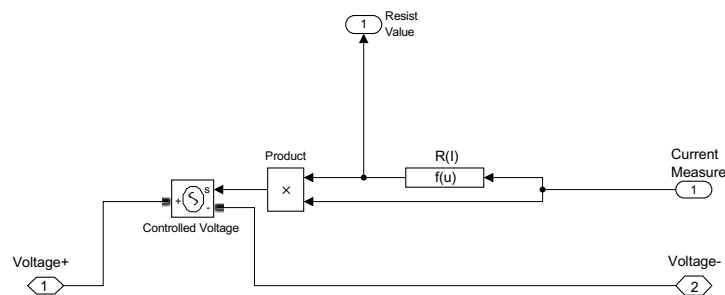 1
Resist
Value
Product
R(I)
Current
Measure
×
f(u)
1
+
s
-
Controlled Voltage
Voltage+
1
Voltage-
2